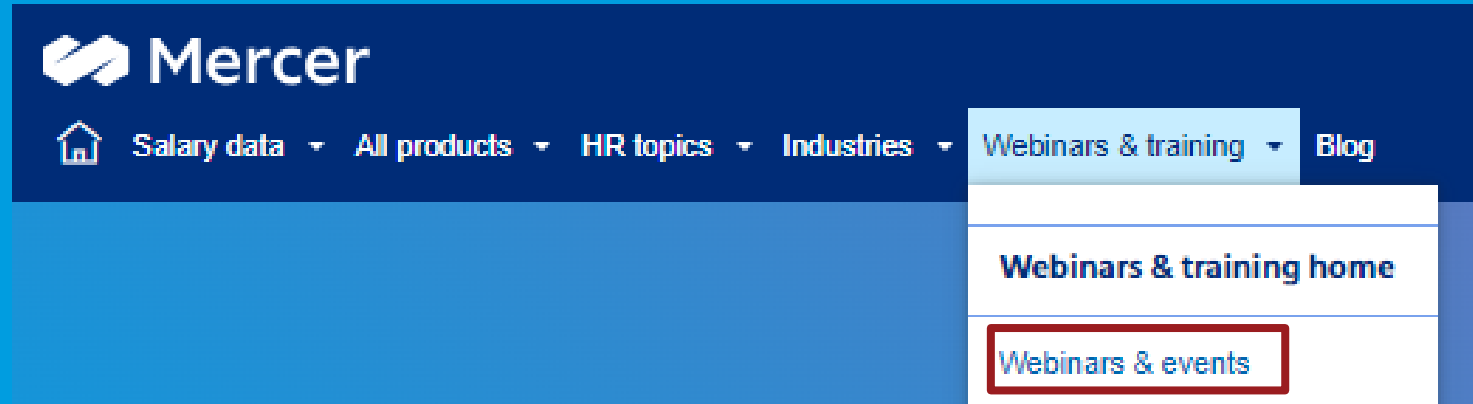 Mercer
Salary data All products HR topics Industries Webinars & training Blog
Webinars & training home
Webinars & events